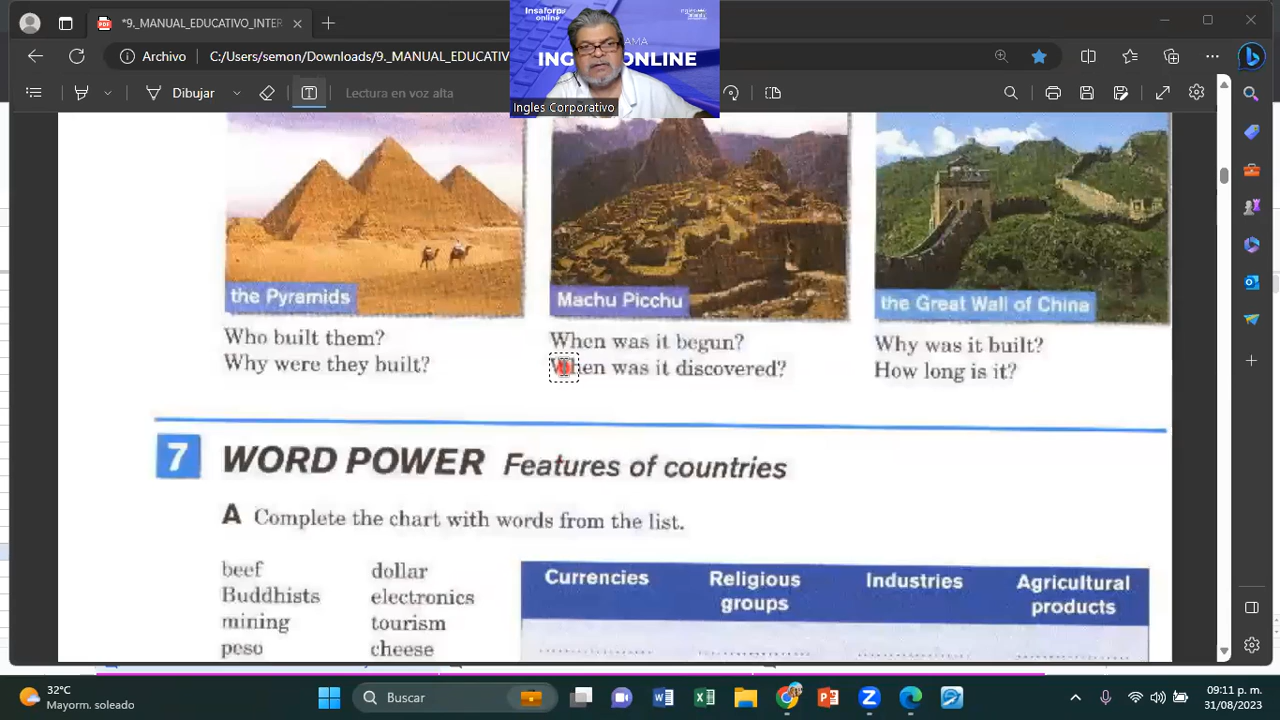 *9._MANUAL_EDUCATIVO_INTER
Archivo
C:/Users/semon/Downloads/9._MANUAL_EDUCATIV
Dibujar
Lectura en voz alta
Insaforp
online
ONLINE
Ingles Corporativo
the Pyramids
Who built them?
Why were they built?
Machu Picchu
When was it begun?
When was it discovered?
the Great Wall of China
Why was it built?
How long is it?
7 WORD POWER Features of countries
A Complete the chart with words from the list.
beef
Buddhists
mining
peso
dollar
electronics
tourism
cheese
Currencies
Religious
groups
Industries
Agricultural
products
32°C
Mayorm. soleado
Buscar
09:11 p. m.
31/08/2023